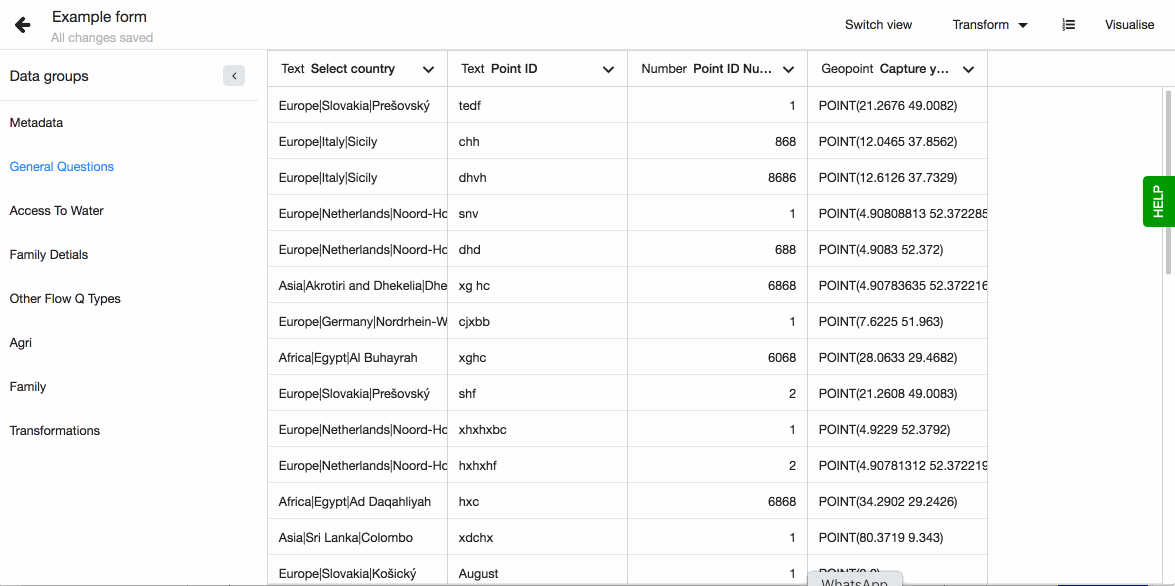 Example form
All changes saved
Switch view Transform Visualise
Data groups
Metadata
General Questions
Access To Water
Family Detials
Other Flow Q Types
Agri
Family
Transformations
Text Select country Text Point ID Number Point ID Nu... Geopoint Capture y...
Europe|Slovakia|Prešovský tedf 1 POINT(21.2676 49.0082)
Europe|Italy|Sicily chh 868 POINT(12.0465 37.8562)
Europe|Italy|Sicily dhvh 8686 POINT(12.6126 37.7329)
Europe|Netherlands|Noord-Ho snv 1 POINT(4.90808813 52.372285
Europe|Netherlands|Noord-Ho dhd 688 POINT(4.9083 52.372)
Asia|Akrotiri and Dhekelia|Dhe xg hc 6868 POINT(4.90783635 52.372216
Europe|Germany|Nordrhein-W cjxbb 1 POINT(7.6225 51.963)
Africa|Egypt|Al Buhayrah xghc 6068 POINT(28.0633 29.4682)
Europe|Slovakia|Prešovský shf 2 POINT(21.2608 49.0083)
Europe|Netherlands|Noord-Ho xhxhxbc 1 POINT(4.9229 52.3792)
Europe|Netherlands|Noord-Ho hxhxhf 2 POINT(4.90781312 52.372219
Africa|Egypt|Ad Daqahliyah hxc 6868 POINT(34.2902 29.2426)
Asia|Sri Lanka|Colombo xdchx 1 POINT(80.3719 9.343)
Europe|Slovakia|Košický August 1 POINT(0 0)
WhatsApp
HELP